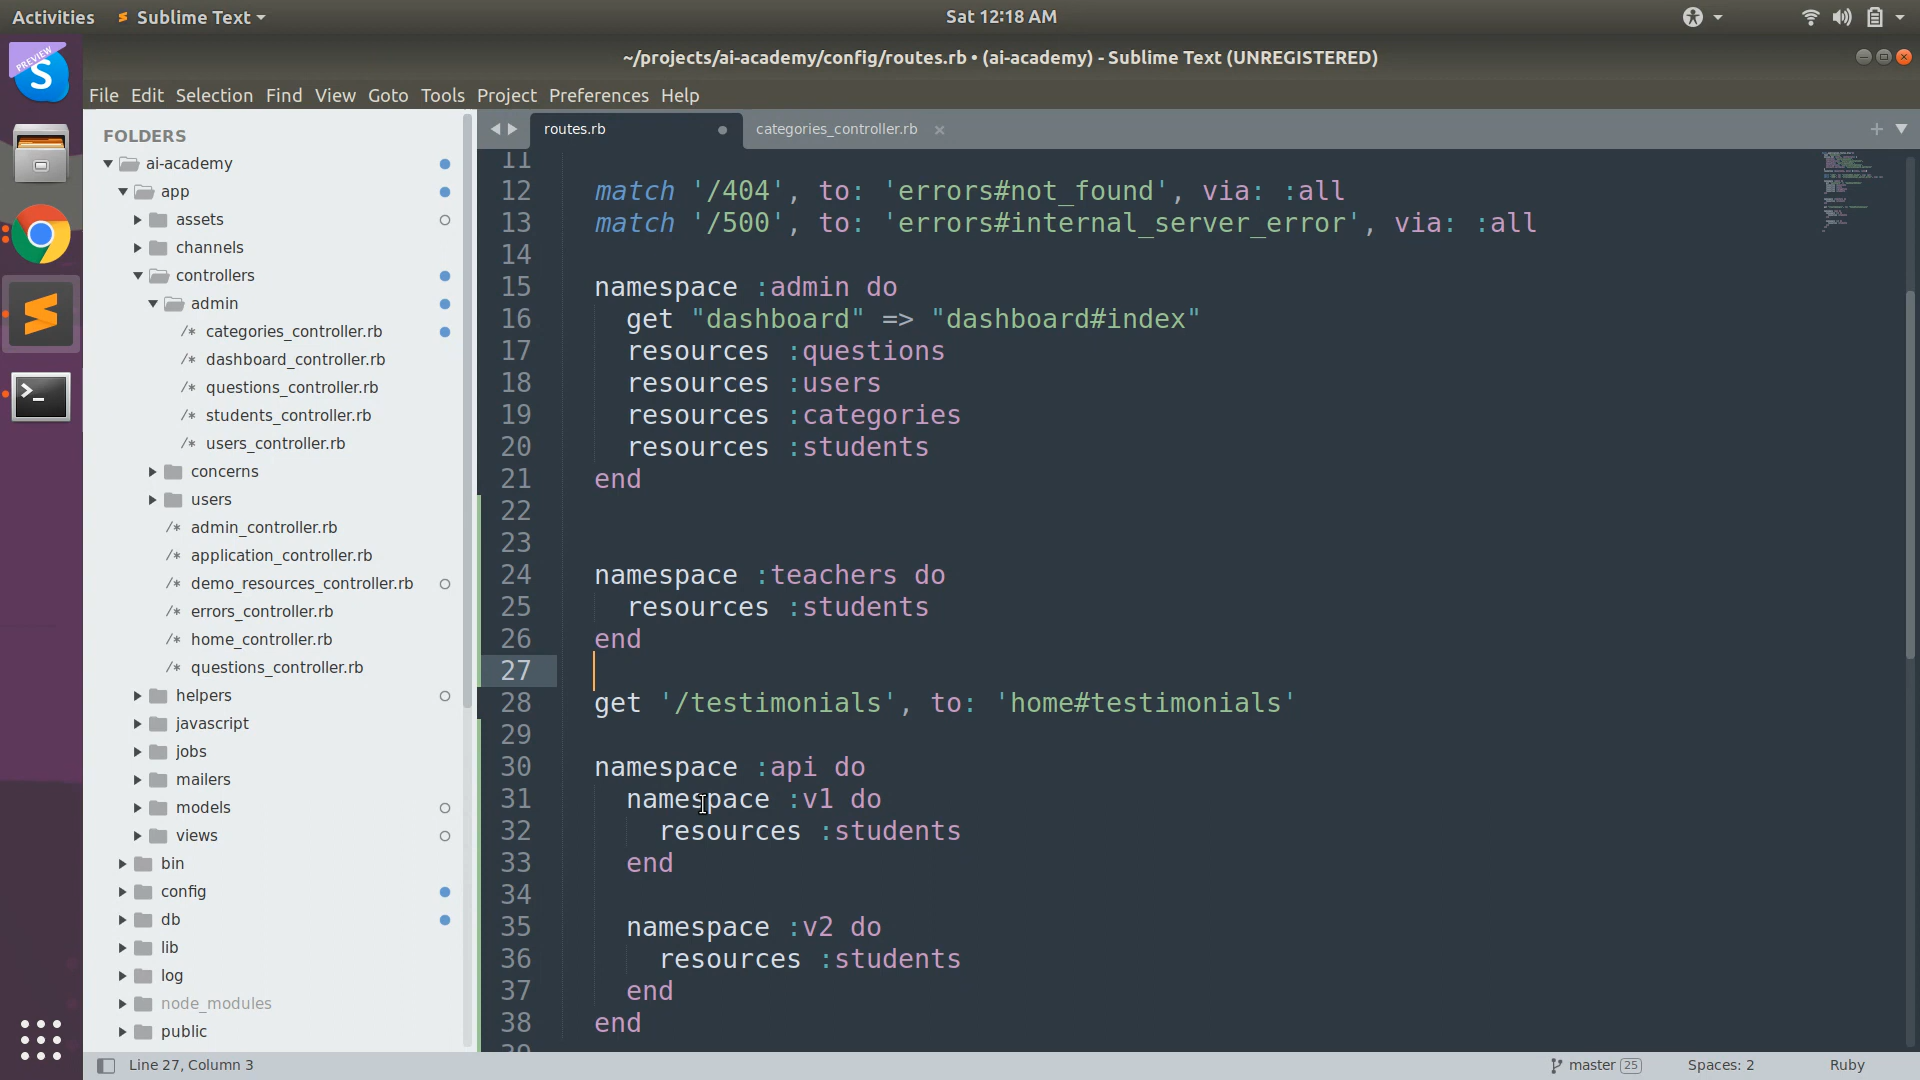 Activities
Sublime Text
Sat 12:18 AM
~/projects/ai-academy/config/routes.rb • (ai-academy) - Sublime Text (UNREGISTERED)
File Edit Selection Find View Goto Tools Project Preferences Help
PREVIEW
S
FOLDERS
ai-academy
app
assets
channels
controllers
admin
/* categories_controller.rb
/* dashboard_controller.rb
/* questions_controller.rb
/* students_controller.rb
/* users_controller.rb
concerns
users
/* admin_controller.rb
/* application_controller.rb
/* demo_resources_controller.rb
/* errors_controller.rb
/* home_controller.rb
/* questions_controller.rb
helpers
javascript
jobs
mailers
models
views
bin
config
db
lib
log
node_modules
public
routes.rb
categories_controller.rb
11
12 match '/404', to: 'errors#not_found', via: :all
13 match '/500', to: 'errors#internal_server_error', via: :all
14
15 namespace :admin do
16 get "dashboard" => "dashboard#index"
17 resources :questions
18 resources :users
19 resources :categories
20 resources :students
21 end
22
23
24 namespace :teachers do
25 resources :students
26 end
27
28 get '/testimonials', to: 'home#testimonials'
29
30 namespace :api do
31 namespace :v1 do
32 resources :students
33 end
34
35 namespace :v2 do
36 resources :students
37 end
38 end
39
Line 27, Column 3
master 25
Spaces: 2
Ruby